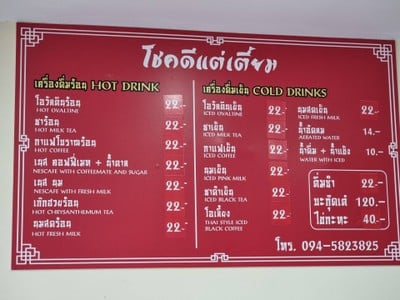 โชคดีแต่เตี้ยม
เครื่องดื่มร้อน HOT DRINK
โอวัลตินร้อน 22.-
HOT OVALTINE
ชาร้อน 22.-
HOT MILK TEA
กาแฟโบราณร้อน 22.-
HOT COFFEE
เนส คอฟฟี่เมท + น้ำตาล 22.-
NESCAFE WITH COFFEEMATE AND SUGAR
เนส นม 22.-
NESCAFE WITH FRESH MILK
เก๊กฮวยร้อน 22.-
HOT CHRYSANTHEMUM TEA
นมสดร้อน 22.-
HOT FRESH MILK
เครื่องดื่มเย็น COLD DRINKS
โอวัลตินเย็น 22.-
ICED OVALTINE
ชาเย็น 22.-
ICED MILK TEA
กาแฟเย็น 22.-
ICED COFFEE
นมเย็น 22.-
ICED PINK MILK
ชาดำเย็น 22.-
ICED BLACK TEA
โอเลี้ยง 22.-
THAI STYLE ICED
BLACK COFFEE
นมสดเย็น 22.-
ICED FRESH MILK
น้ำอัดลม 14.-
AERATED WATER
น้ำดื่ม + น้ำแข็ง 10.-
WATER WITH ICED
ติ่มซำ 22.-
บะกุ๊ดเต๋ 120.-
ไข่กะทะ 40.-
โทร. 094-5823825